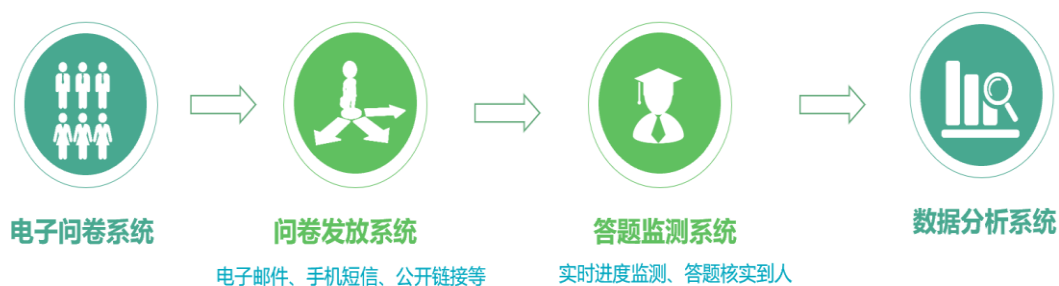 电子问卷系统
问卷发放系统
电子邮件、手机短信、公开链接等
答题监测系统
实时进度监测、答题核实到人
数据分析系统